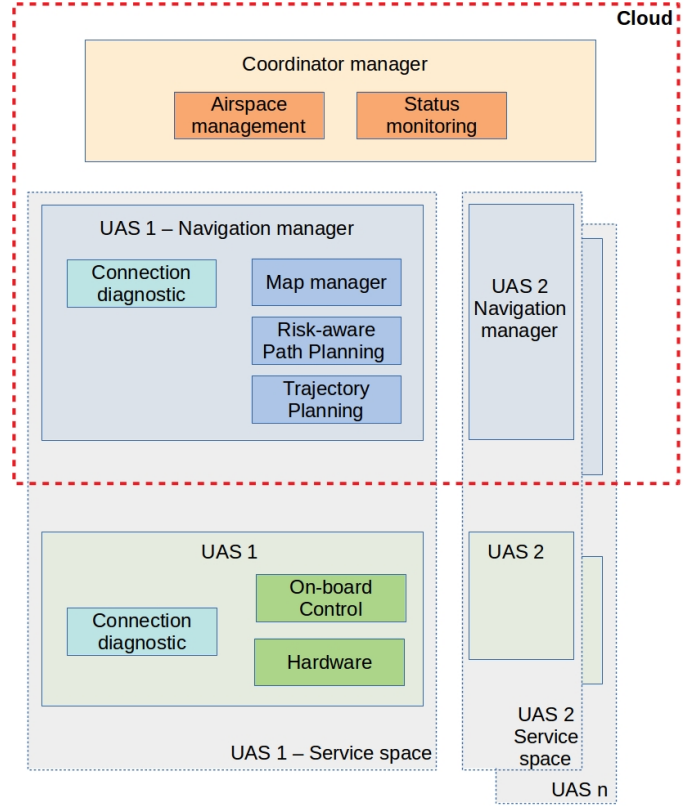 Cloud
Coordinator manager
Airspace
management
Status
monitoring
UAS 1 – Navigation manager
Connection
diagnostic
Map manager
Risk-aware
Path Planning
Trajectory
Planning
UAS 2
Navigation
manager
UAS 1
On-board
Control
Connection
diagnostic
Hardware
UAS 2
UAS 1 – Service space
UAS 2
Service
space
UAS n